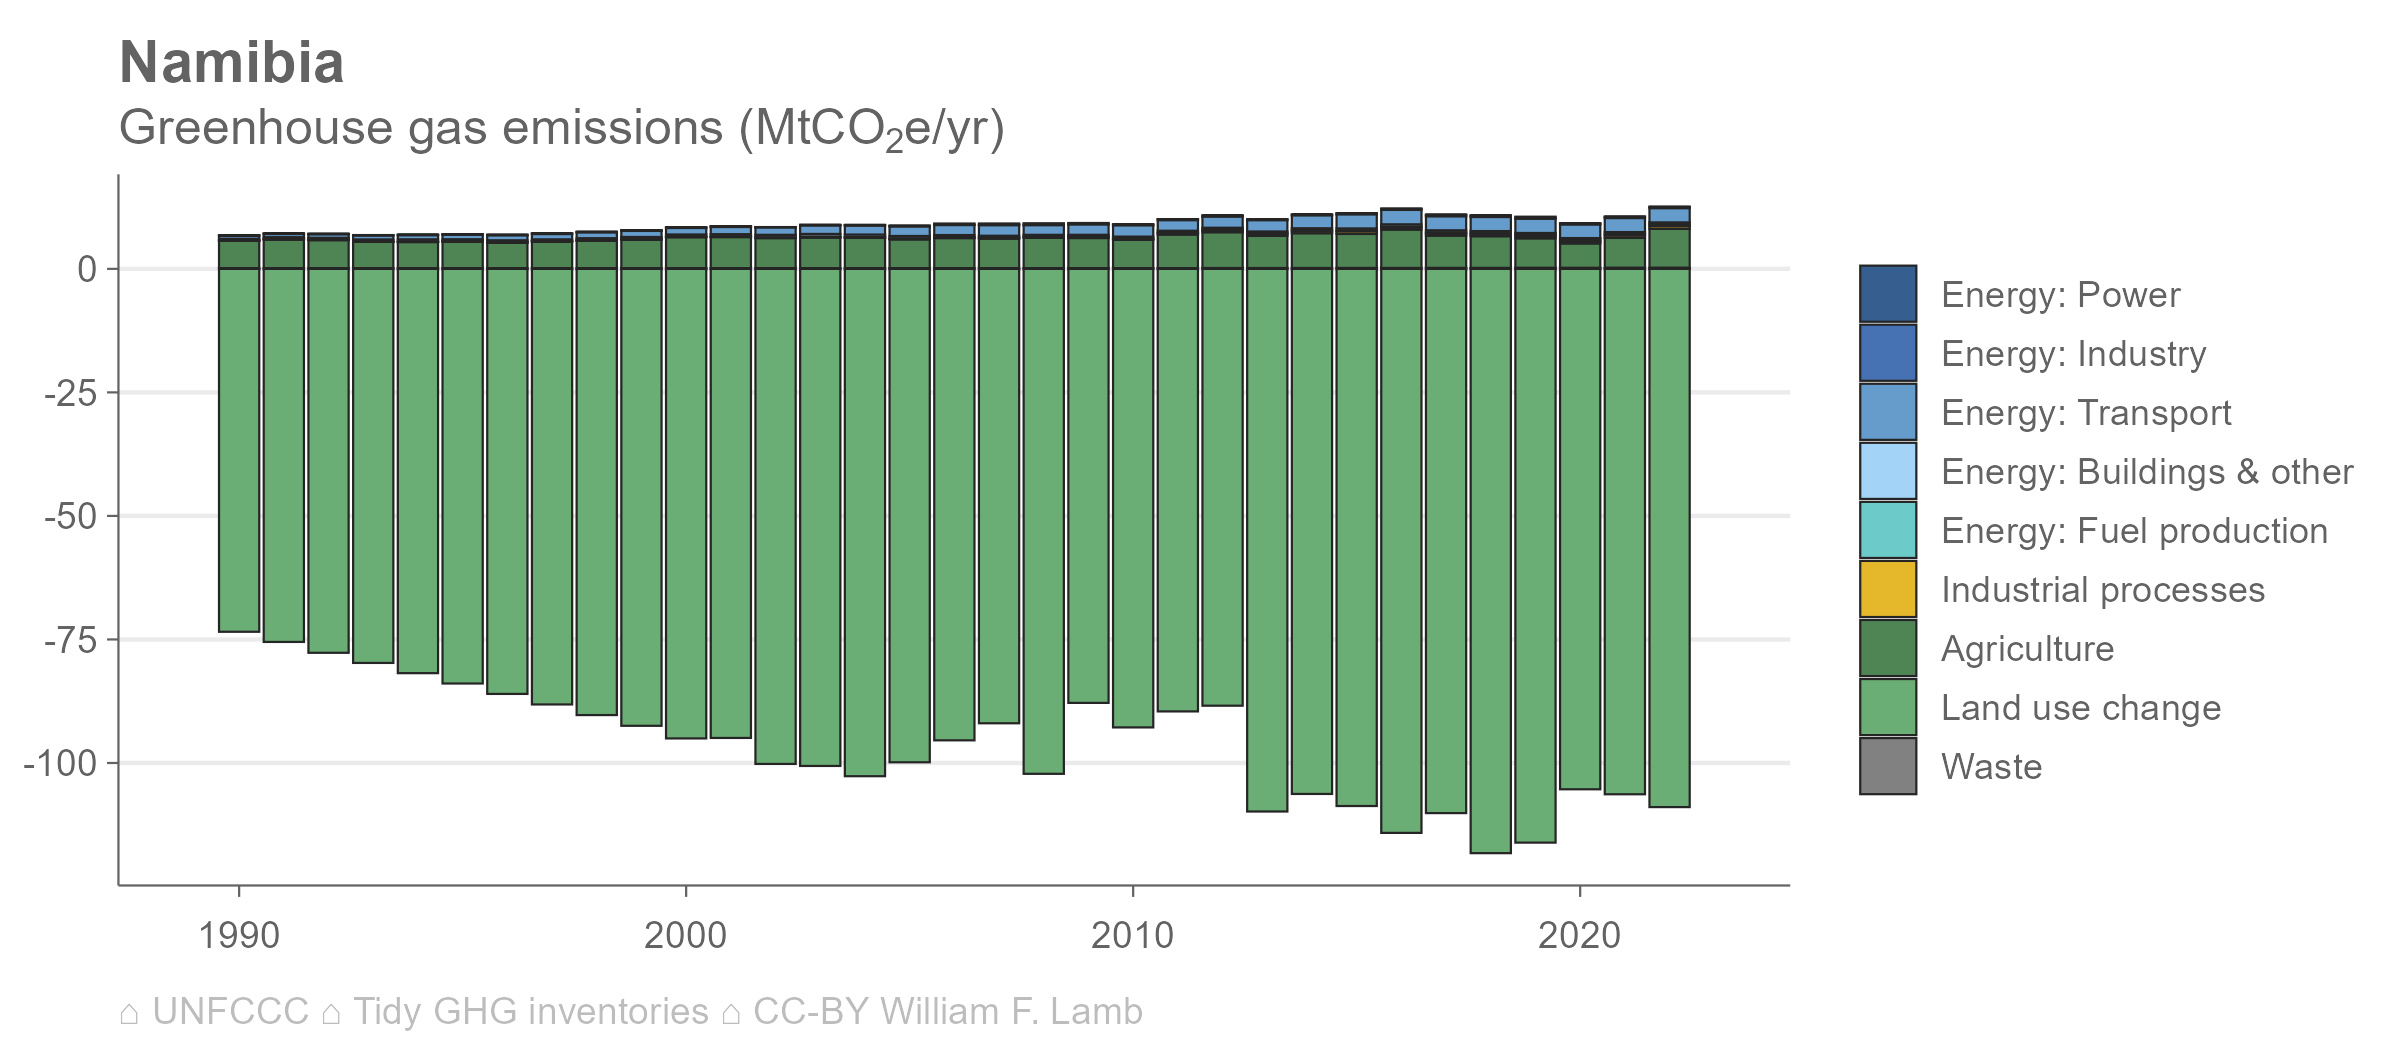 Namibia
Greenhouse gas emissions (MtCO₂e/yr)
0
-25
-50
-75
-100
1990 2000 2010 2020
Energy: Power
Energy: Industry
Energy: Transport
Energy: Buildings & other
Energy: Fuel production
Industrial processes
Agriculture
Land use change
Waste
⌂ UNFCCC ⌂ Tidy GHG inventories ⌂ CC-BY William F. Lamb